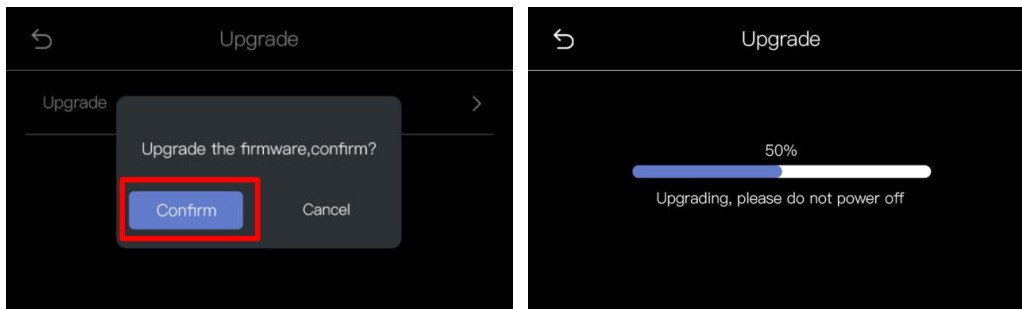 Upgrade
Upgrade
Upgrade the firmware,confirm?
Confirm
Cancel
Upgrade
50%
Upgrading, please do not power off